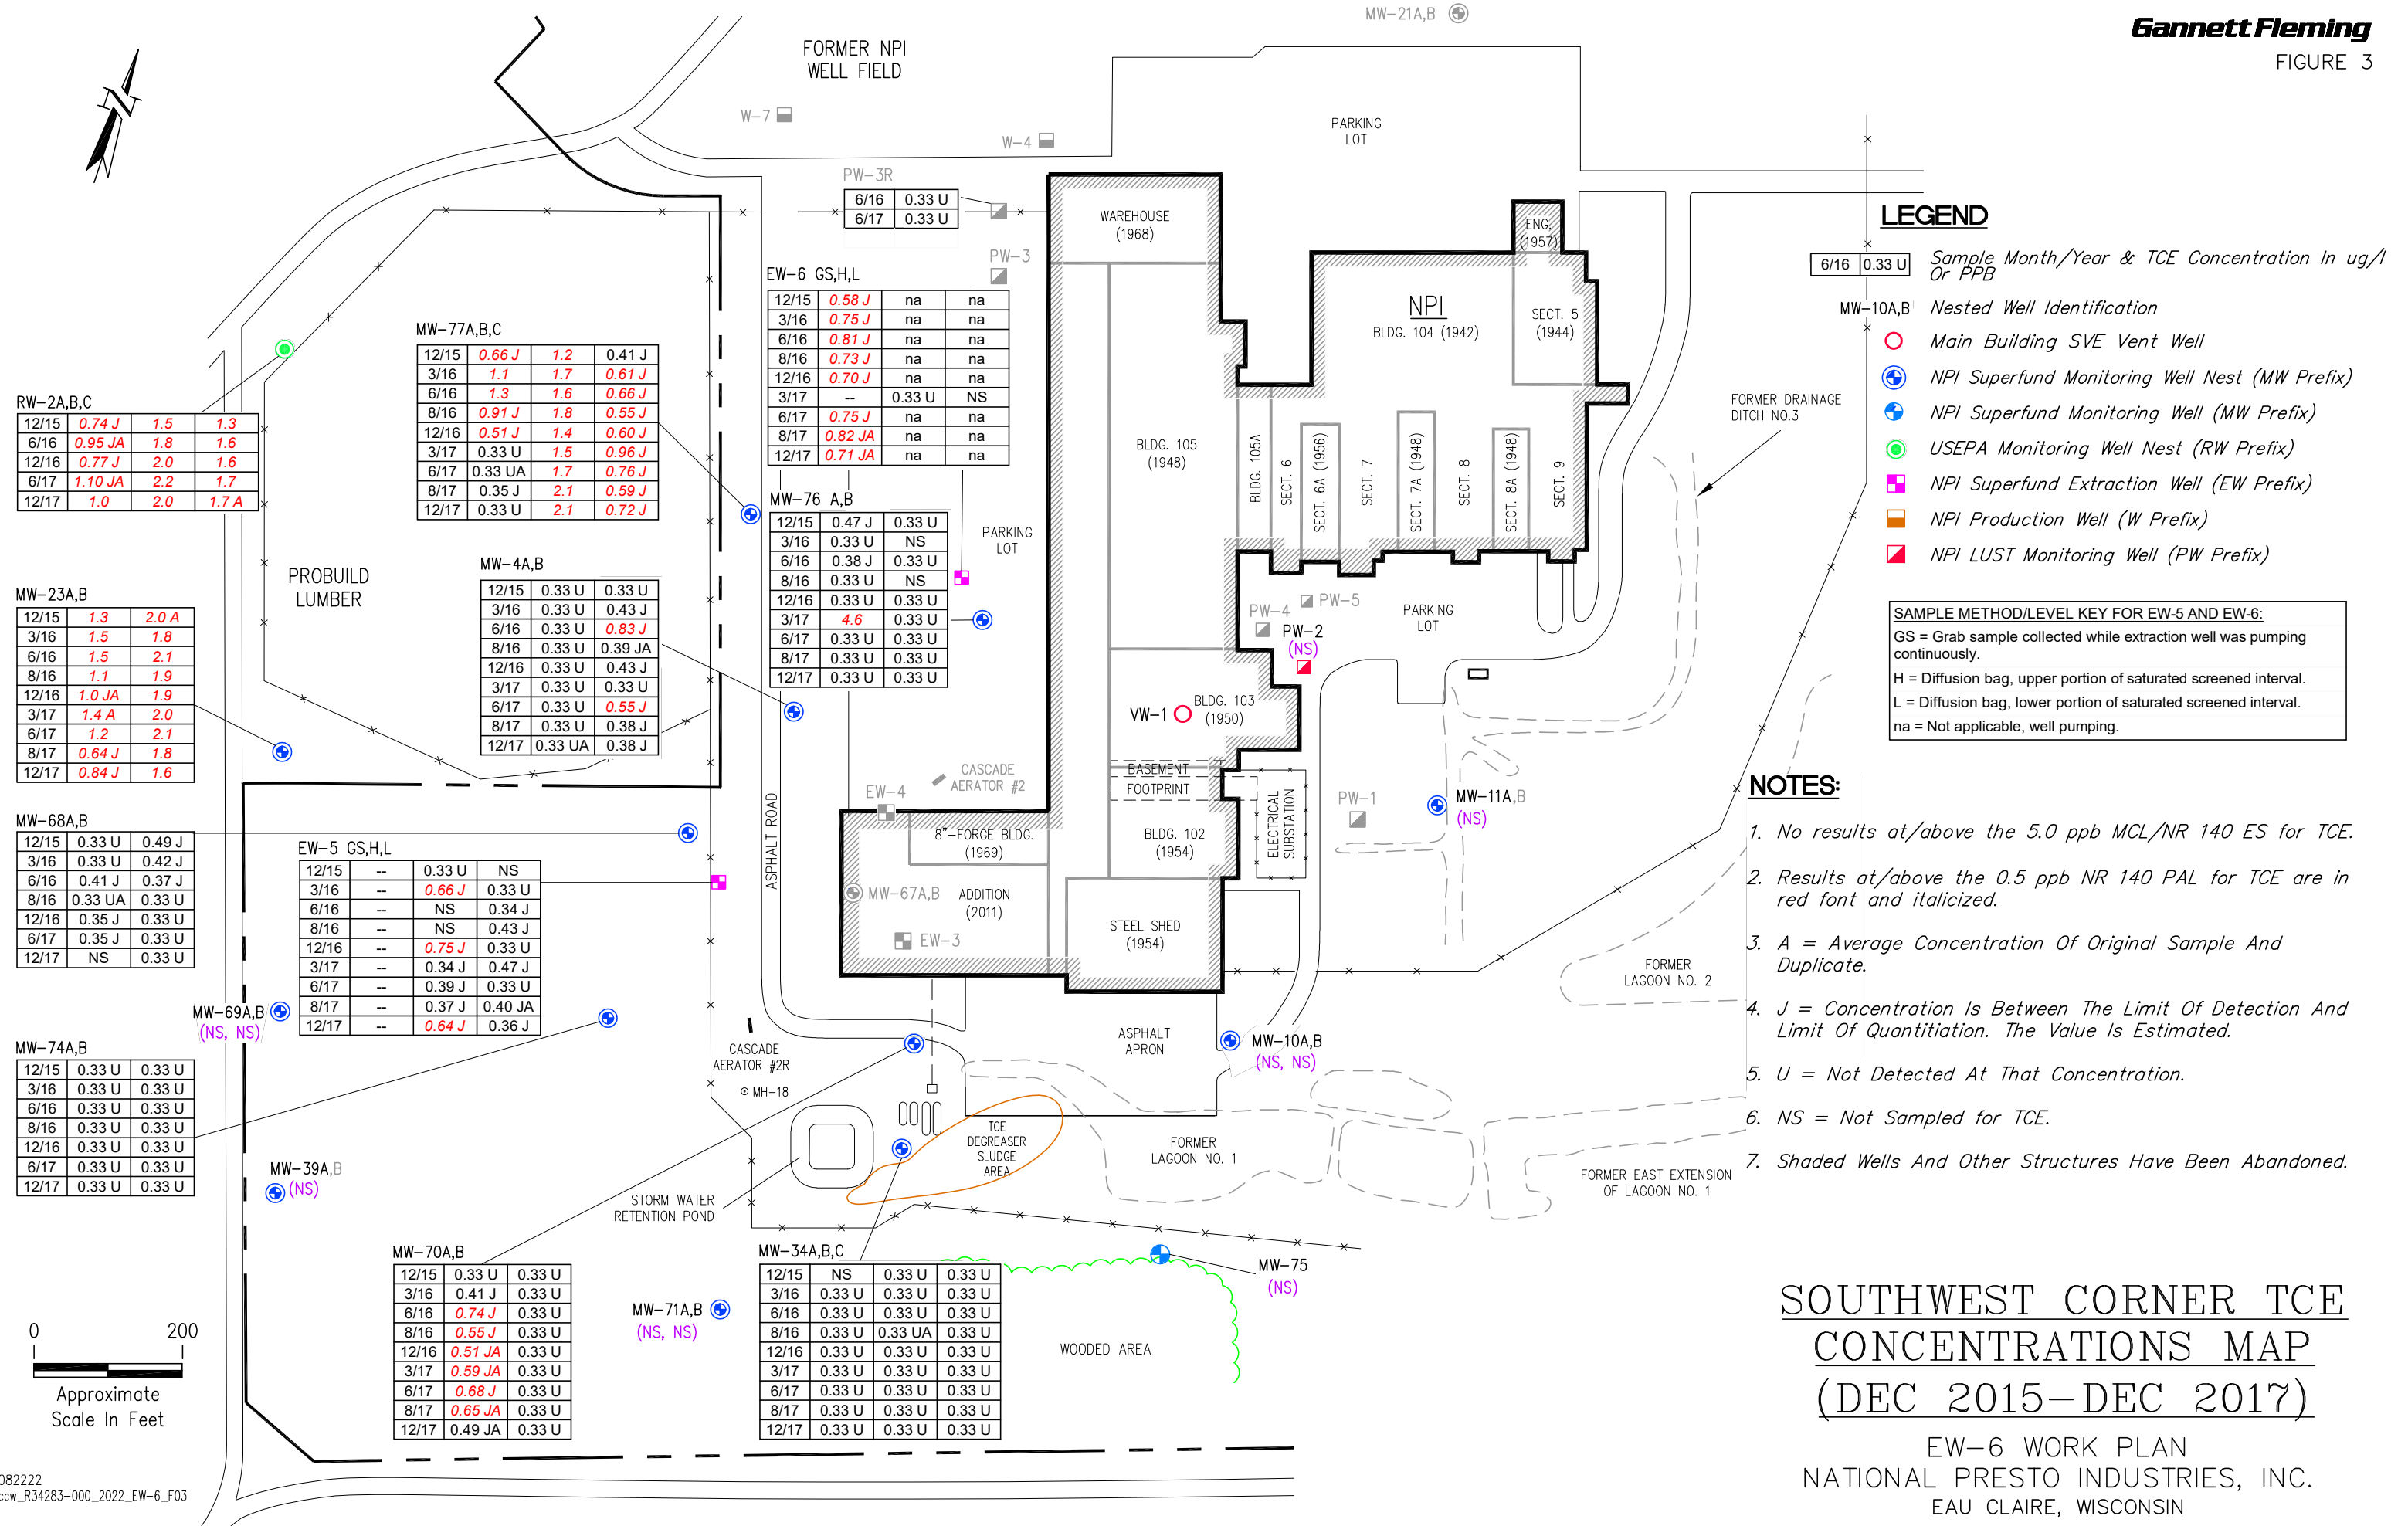 MW-21A,B
Gannett Fleming
FIGURE 3
FORMER NPI
WELL FIELD
W-7
W-4
PARKING
LOT
N
PW-3R
6/16 0.33 U
6/17 0.33 U
PW-3
WAREHOUSE
(1968)
ENG.
(1957)
EW-6 GS,H,L
12/15 0.58 J na na
3/16 0.75 J na na
6/16 0.81 J na na
8/16 0.73 J na na
12/16 0.70 J na na
3/17 -- 0.33 U NS
6/17 0.75 J na na
8/17 0.82 JA na na
12/17 0.71 JA na na
MW-77A,B,C
12/15 0.66 J 1.2 0.41 J
3/16 1.1 1.7 0.61 J
6/16 1.3 1.6 0.66 J
8/16 0.91 J 1.8 0.55 J
12/16 0.51 J 1.4 0.60 J
3/17 0.33 U 1.5 0.96 J
6/17 0.33 UA 1.7 0.76 J
8/17 0.35 J 2.1 0.59 J
12/17 0.33 U 2.1 0.72 J
RW-2A,B,C
12/15 0.74 J 1.5 1.3
6/16 0.95 JA 1.8 1.6
12/16 0.77 J 2.0 1.6
6/17 1.10 JA 2.2 1.7
12/17 1.0 2.0 1.7 A
MW-76 A,B
12/15 0.47 J 0.33 U
3/16 0.33 U NS
6/16 0.38 J 0.33 U
8/16 0.33 U NS
12/16 0.33 U 0.33 U
3/17 4.6 0.33 U
6/17 0.33 U 0.33 U
8/17 0.33 U 0.33 U
12/17 0.33 U 0.33 U
PARKING
LOT
MW-4A,B
12/15 0.33 U 0.33 U
3/16 0.33 U 0.43 J
6/16 0.33 U 0.83 J
8/16 0.33 U 0.39 JA
12/16 0.33 U 0.43 J
3/17 0.33 U 0.33 U
6/17 0.33 U 0.55 J
8/17 0.33 U 0.38 J
12/17 0.33 UA 0.38 J
PROBUILD
LUMBER
MW-23A,B
12/15 1.3 2.0 A
3/16 1.5 1.8
6/16 1.5 2.1
8/16 1.1 1.9
12/16 1.0 JA 1.9
3/17 1.4 A 2.0
6/17 1.2 2.1
8/17 0.64 J 1.8
12/17 0.84 J 1.6
MW-68A,B
12/15 0.33 U 0.49 J
3/16 0.33 U 0.42 J
6/16 0.41 J 0.37 J
8/16 0.33 UA 0.33 U
12/16 0.35 J 0.33 U
6/17 0.35 J 0.33 U
12/17 NS 0.33 U
EW-5 GS,H,L
12/15 -- 0.33 U NS
3/16 -- 0.66 J 0.33 U
6/16 -- NS 0.34 J
8/16 -- NS 0.43 J
12/16 -- 0.75 J 0.33 U
3/17 -- 0.34 J 0.47 J
6/17 -- 0.39 J 0.33 U
8/17 -- 0.37 J 0.40 JA
12/17 -- 0.64 J 0.36 J
MW-69A,B
(NS, NS)
MW-74A,B
12/15 0.33 U 0.33 U
3/16 0.33 U 0.33 U
6/16 0.33 U 0.33 U
8/16 0.33 U 0.33 U
12/16 0.33 U 0.33 U
6/17 0.33 U 0.33 U
12/17 0.33 U 0.33 U
MW-39A,B
(NS)
NPI
BLDG. 104 (1942)
SECT. 5
(1944)
BLDG. 105
(1948)
BLDG. 105A
SECT. 6
SECT. 6A (1956)
SECT. 7
SECT. 7A (1948)
SECT. 8
SECT. 8A (1948)
SECT. 9
FORMER DRAINAGE
DITCH NO.3
PW-4
PW-5
PW-2
(NS)
PARKING
LOT
VW-1
BLDG. 103
(1950)
BASEMENT
FOOTPRINT
CASCADE
AERATOR #2
EW-4
8"-FORGE BLDG.
(1969)
BLDG. 102
(1954)
ELECTRICAL
SUBSTATION
PW-1
MW-11A,B
(NS)
ASPHALT ROAD
MW-67A,B
ADDITION
(2011)
EW-3
STEEL SHED
(1954)
FORMER
LAGOON NO. 2
CASCADE
AERATOR #2R
MH-18
ASPHALT
APRON
MW-10A,B
(NS, NS)
TCE
DEGREASER
SLUDGE
AREA
FORMER
LAGOON NO. 1
FORMER EAST EXTENSION
OF LAGOON NO. 1
STORM WATER
RETENTION POND
MW-70A,B
12/15 0.33 U 0.33 U
3/16 0.41 J 0.33 U
6/16 0.74 J 0.33 U
8/16 0.55 J 0.33 U
12/16 0.51 JA 0.33 U
3/17 0.59 JA 0.33 U
6/17 0.68 J 0.33 U
8/17 0.65 JA 0.33 U
12/17 0.49 JA 0.33 U
MW-71A,B
(NS, NS)
MW-34A,B,C
12/15 NS 0.33 U 0.33 U
3/16 0.33 U 0.33 U 0.33 U
6/16 0.33 U 0.33 U 0.33 U
8/16 0.33 U 0.33 UA 0.33 U
12/16 0.33 U 0.33 U 0.33 U
3/17 0.33 U 0.33 U 0.33 U
6/17 0.33 U 0.33 U 0.33 U
8/17 0.33 U 0.33 U 0.33 U
12/17 0.33 U 0.33 U 0.33 U
MW-75
(NS)
WOODED AREA
LEGEND
6/16 0.33 U Sample Month/Year & TCE Concentration In ug/l
Or PPB
MW-10A,B Nested Well Identification
Main Building SVE Vent Well
NPI Superfund Monitoring Well Nest (MW Prefix)
NPI Superfund Monitoring Well (MW Prefix)
USEPA Monitoring Well Nest (RW Prefix)
NPI Superfund Extraction Well (EW Prefix)
NPI Production Well (W Prefix)
NPI LUST Monitoring Well (PW Prefix)
SAMPLE METHOD/LEVEL KEY FOR EW-5 AND EW-6:
GS = Grab sample collected while extraction well was pumping
continuously.
H = Diffusion bag, upper portion of saturated screened interval.
L = Diffusion bag, lower portion of saturated screened interval.
na = Not applicable, well pumping.
NOTES:
1. No results at/above the 5.0 ppb MCL/NR 140 ES for TCE.
2. Results at/above the 0.5 ppb NR 140 PAL for TCE are in
red font and italicized.
3. A = Average Concentration Of Original Sample And
Duplicate.
4. J = Concentration Is Between The Limit Of Detection And
Limit Of Quantitiation. The Value Is Estimated.
5. U = Not Detected At That Concentration.
6. NS = Not Sampled for TCE.
7. Shaded Wells And Other Structures Have Been Abandoned.
0 200
Approximate
Scale In Feet
082222
ccw_R34283-000_2022_EW-6_F03
SOUTHWEST CORNER TCE
CONCENTRATIONS MAP
(DEC 2015-DEC 2017)
EW-6 WORK PLAN
NATIONAL PRESTO INDUSTRIES, INC.
EAU CLAIRE, WISCONSIN